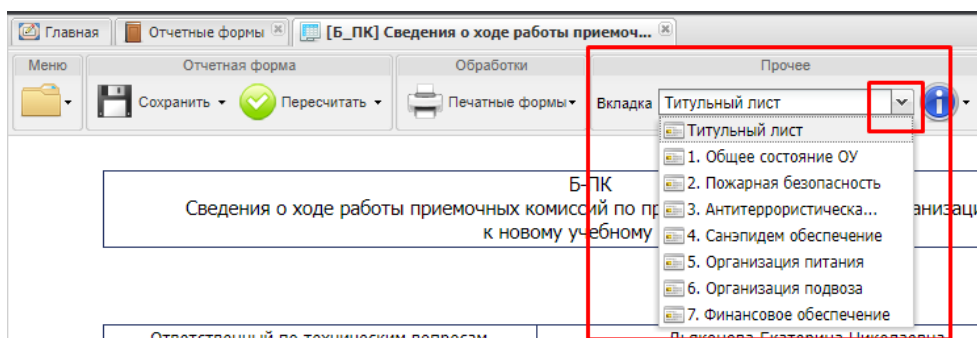 Главная Отчетные формы [Б_ПК] Сведения о ходе работы приемоч...
Меню Отчетная форма Обработки Прочее
Сохранить Пересчитать Печатные формы Вкладка Титульный лист
Титульный лист
1. Общее состояние ОУ
2. Пожарная безопасность
3. Антитеррористическа...
4. Санэпидем обеспечение
5. Организация питания
6. Организация подвоза
7. Финансовое обеспечение
Б-ПК
Сведения о ходе работы приемочных комиссий по
к новому учебному
Ответственный по техническим вопросам